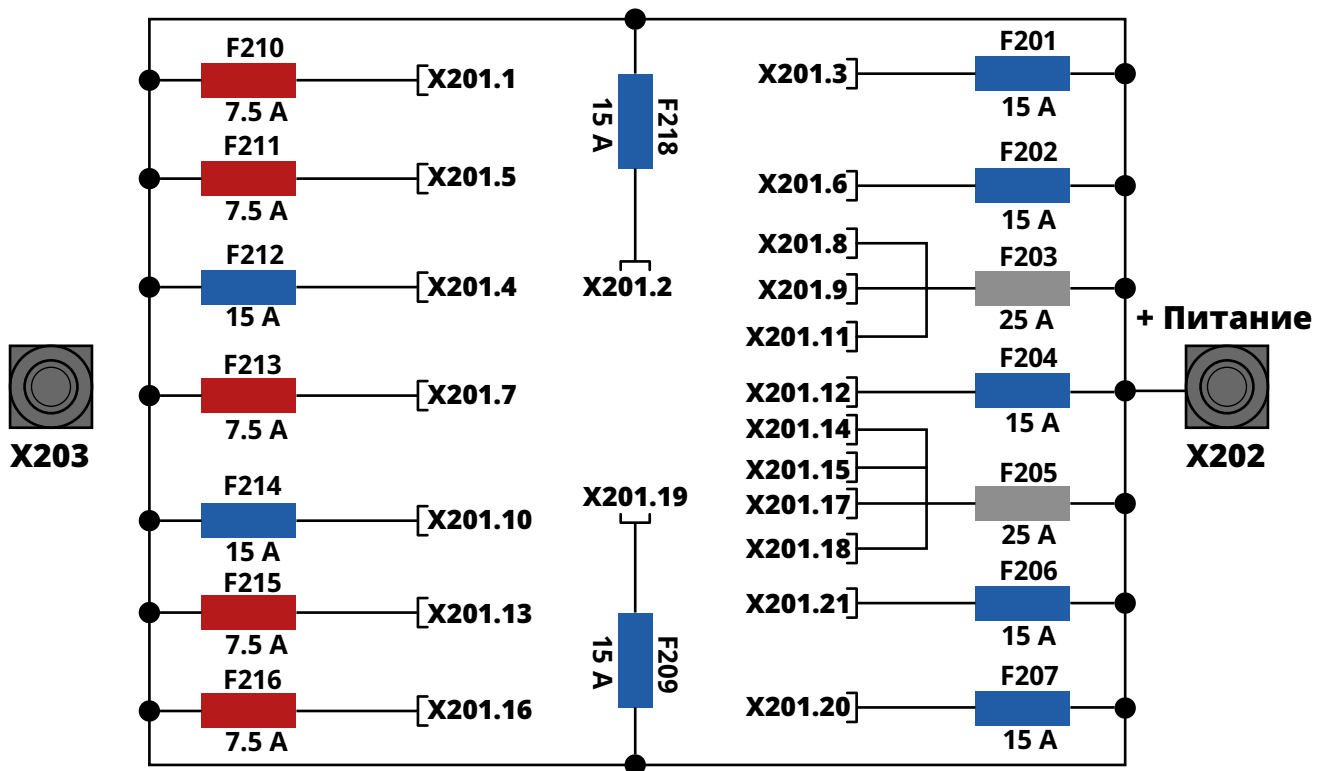 F210
X201.1
7.5 A
F211
X201.5
7.5 A
F212
X201.4
15 A
F213
X201.7
7.5 A
F214
X201.10
15 A
F215
X201.13
7.5 A
F216
X201.16
7.5 A
X203
F218
15 A
X201.2
X201.19
F209
15 A
F201
X201.3
15 A
F202
X201.6
15 A
X201.8
F203
X201.9
25 A
X201.11
F204
X201.12
15 A
X201.14
X201.15
F205
X201.17
25 A
X201.18
F206
X201.21
15 A
F207
X201.20
15 A
+ Питание
X202